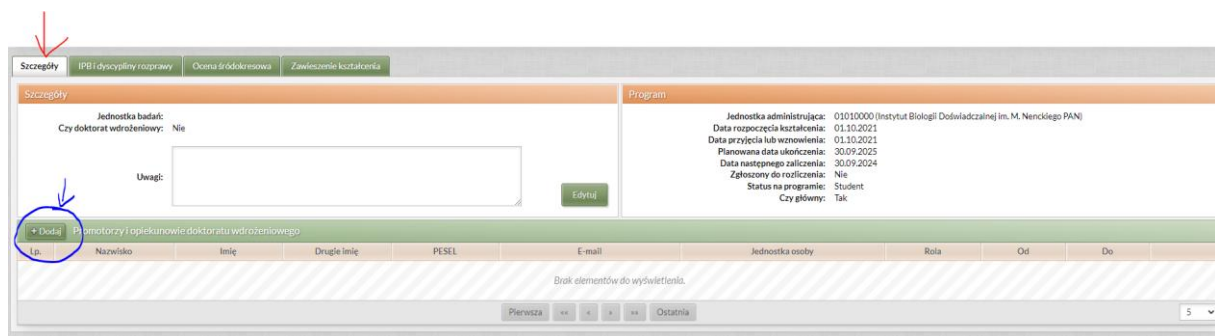 Szczegóły IPB i dyscypliny rozprawy Ocena śródokresowa Zawieszenie kształcenia
Szczegóły
Jednostka badań:
Czy doktorat wdrożeniowy: Nie
Uwagi:
Edytuj
Program
Jednostka administrująca: 01010000 (Instytut Biologii Doświadczalnej im. M. Nenckiego PAN)
Data rozpoczęcia kształcenia: 01.10.2021
Data przyjęcia lub wznowienia: 01.10.2021
Planowana data ukończenia: 30.09.2025
Data następnego zaliczenia: 30.09.2024
Zgłoszony do rozliczenia: Nie
Status na programie: Student
Czy główny: Tak
+ Dodaj Promotorzy i opiekunowie doktoratu wdrożeniowego
Lp. Nazwisko Imię Drugie imię PESEL E-mail Jednostka osoby Rola Od Do
Brak elementów do wyświetlenia.
Pierwsza «« « » »» Ostatnia 5